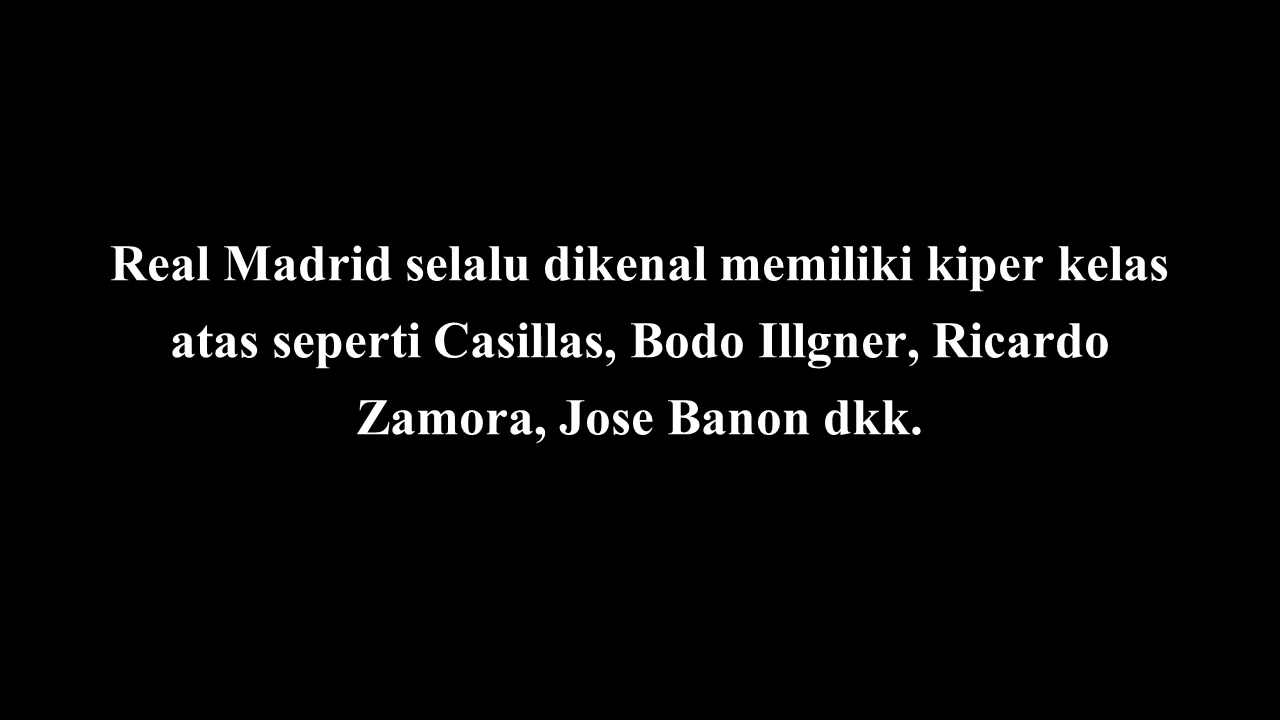 Real Madrid selalu dikenal memiliki kiper kelas
atas seperti Casillas, Bodo Illgner, Ricardo
Zamora, Jose Banon dkk.